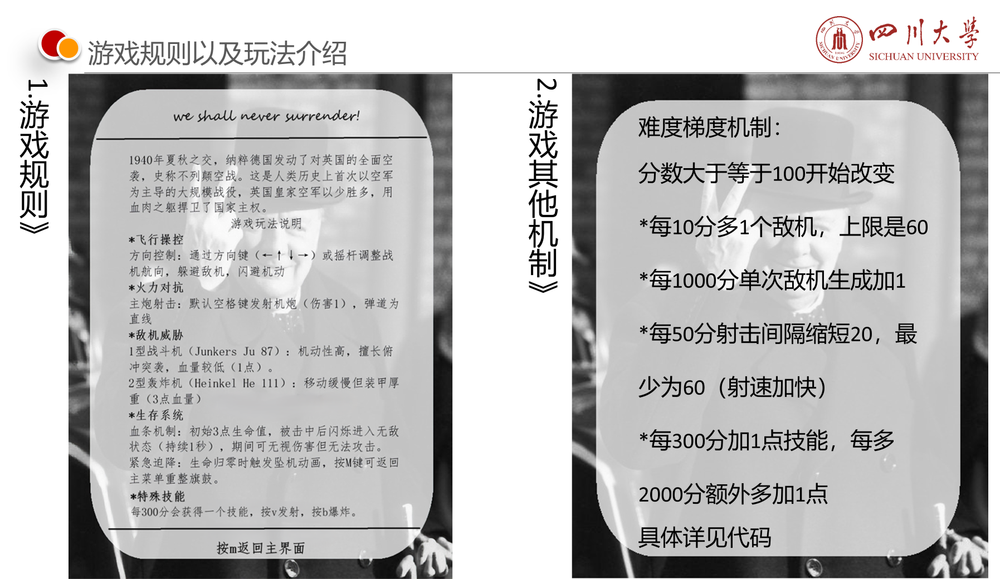 游戏规则以及玩法介绍
四川大学
SICHUAN UNIVERSITY
四川大学
SICHUAN UNIVERSITY
1896
1.游戏规则》
we shall never surrender!
1940年夏秋之交，纳粹德国发动了对英国的全面空
袭，史称不列颠空战。这是人类历史上首次以空军
为主导的大规模战役，英国皇家空军以少胜多，用
血肉之躯捍卫了国家主权。
游戏玩法说明
*飞行操控
方向控制：通过方向键（←↑↓→）或摇杆调整战
机航向，躲避敌机，闪避机动
*火力对抗
主炮射击：默认空格键发射机炮（伤害1），弹道为
直线
*敌机威胁
1型战斗机（Junkers Ju 87）：机动性高，擅长俯
冲突袭，血量较低（1点）。
2型轰炸机（Heinkel He 111）：移动缓慢但装甲厚
重（3点血量）
*生存系统
血条机制：初始3点生命值，被击中后闪烁进入无敌
状态（持续1秒），期间可无视伤害但无法攻击。
紧急迫降：生命归零时触发坠机动画，按M键可返回
主菜单重整旗鼓。
*特殊技能
每300分会获得一个技能，按v发射，按b爆炸。
按m返回主界面
2.游戏其他机制》
难度梯度机制：
分数大于等于100开始改变
*每10分多1个敌机，上限是60
*每1000分单次敌机生成加1
*每50分射击间隔缩短20，最
少为60（射速加快）
*每300分加1点技能，每多
2000分额外多加1点
具体详见代码